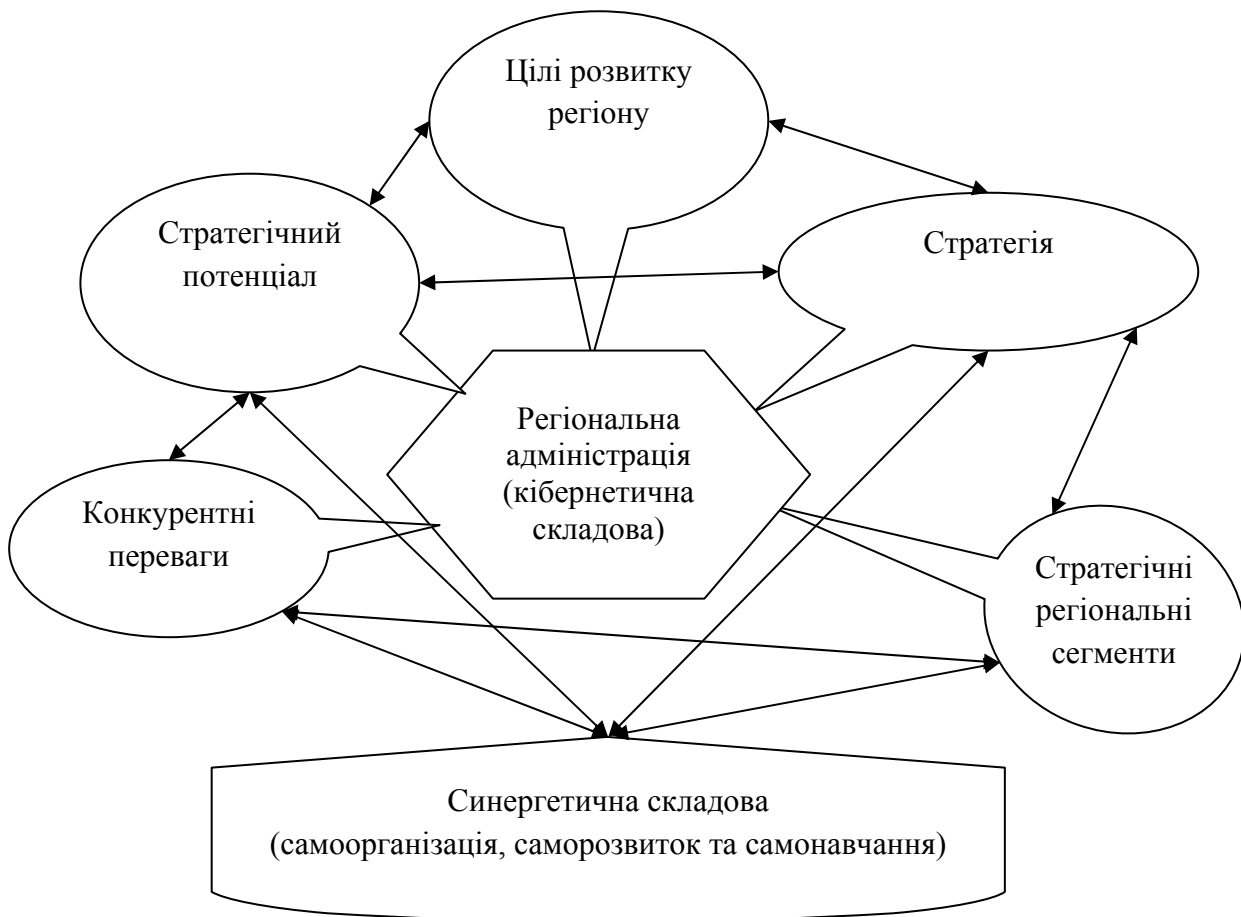 Цілі розвитку
регіону
Стратегічний
потенціал
Стратегія
Регіональна
адміністрація
(кібернетична
складова)
Конкурентні
переваги
Стратегічні
регіональні
сегменти
Синергетична складова
(самоорганізація, саморозвиток та самонавчання)